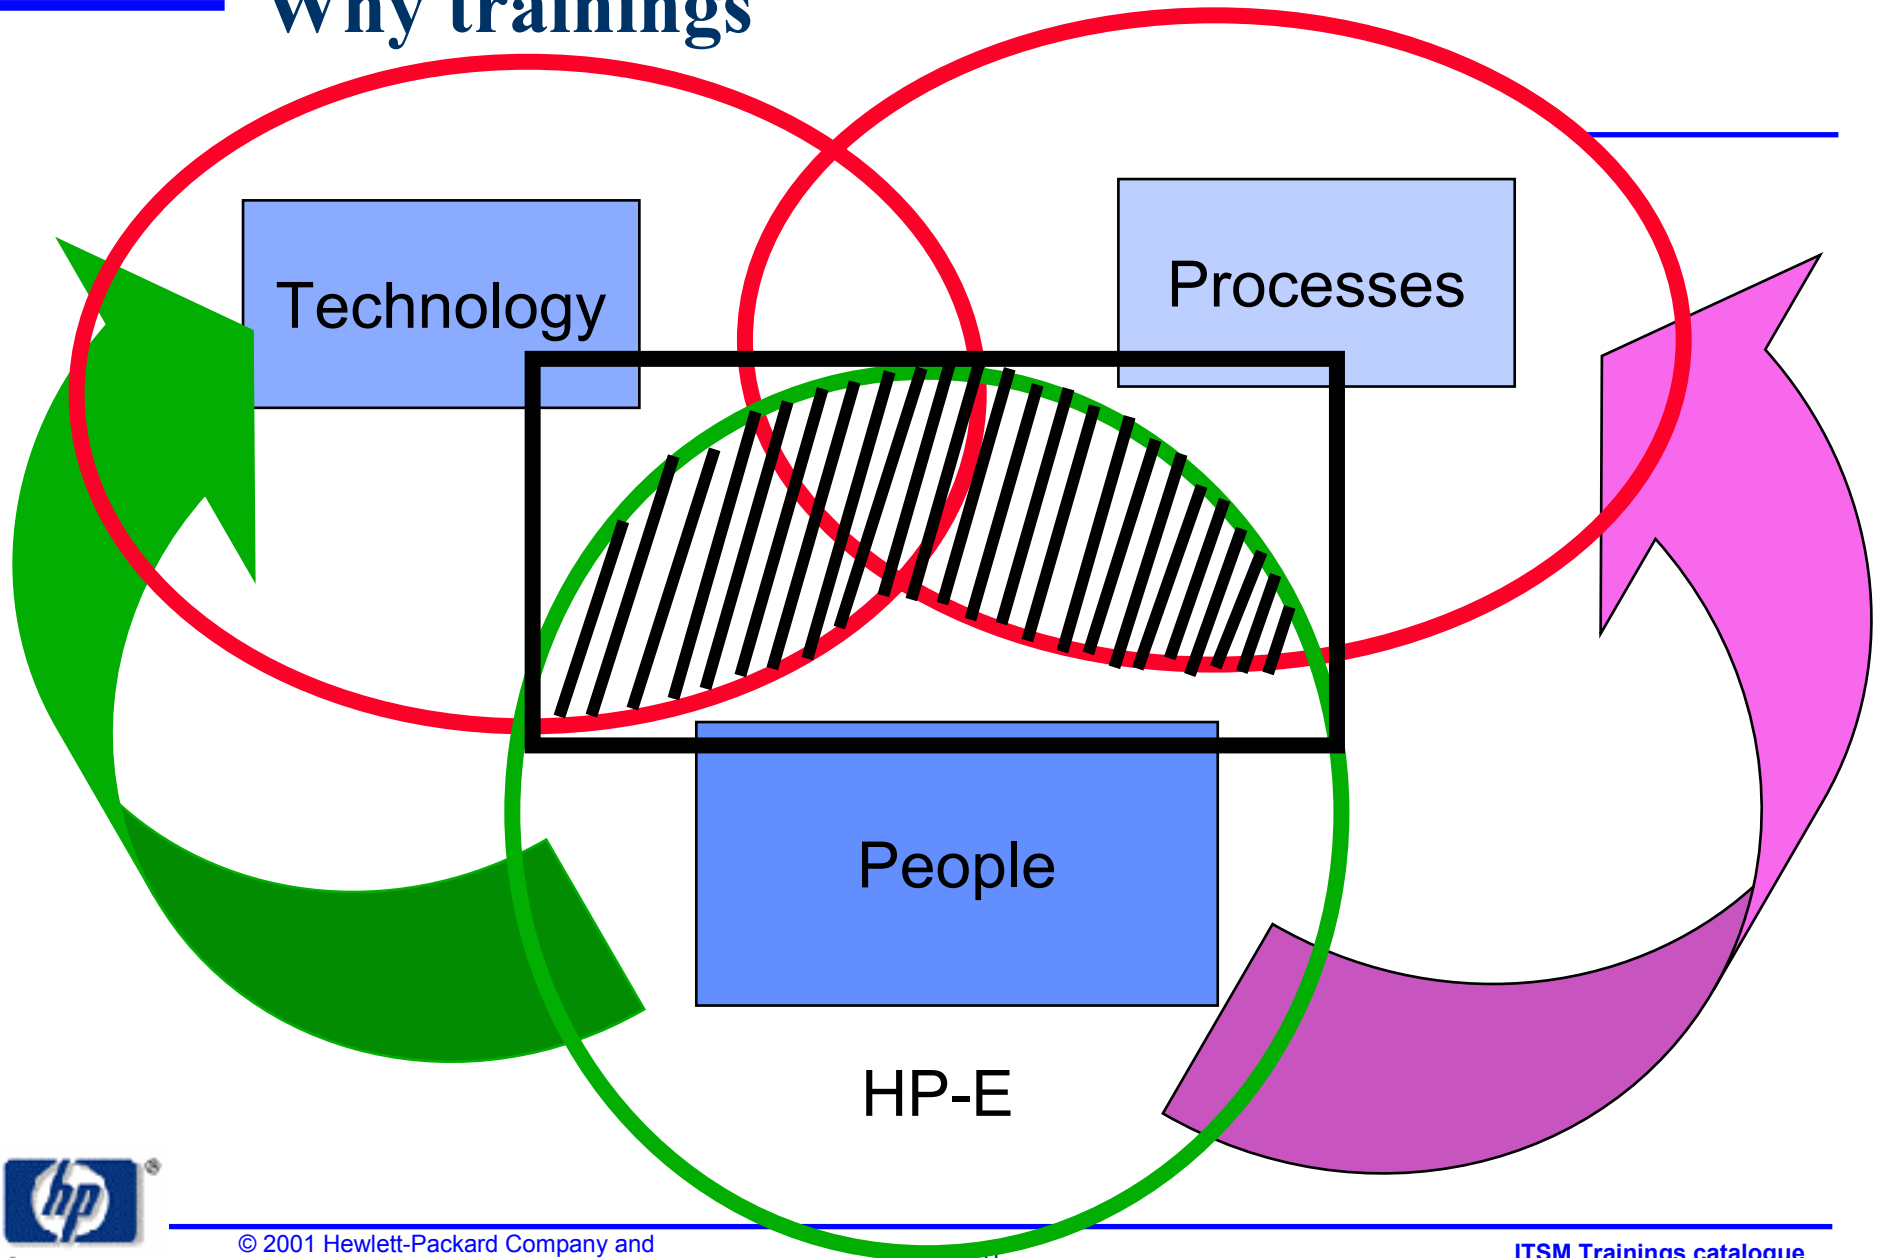 Why trainings
Technology
Processes
People
HP-E
hp
®
© 2001 Hewlett-Packard Company and
ITSM Trainings catalogue